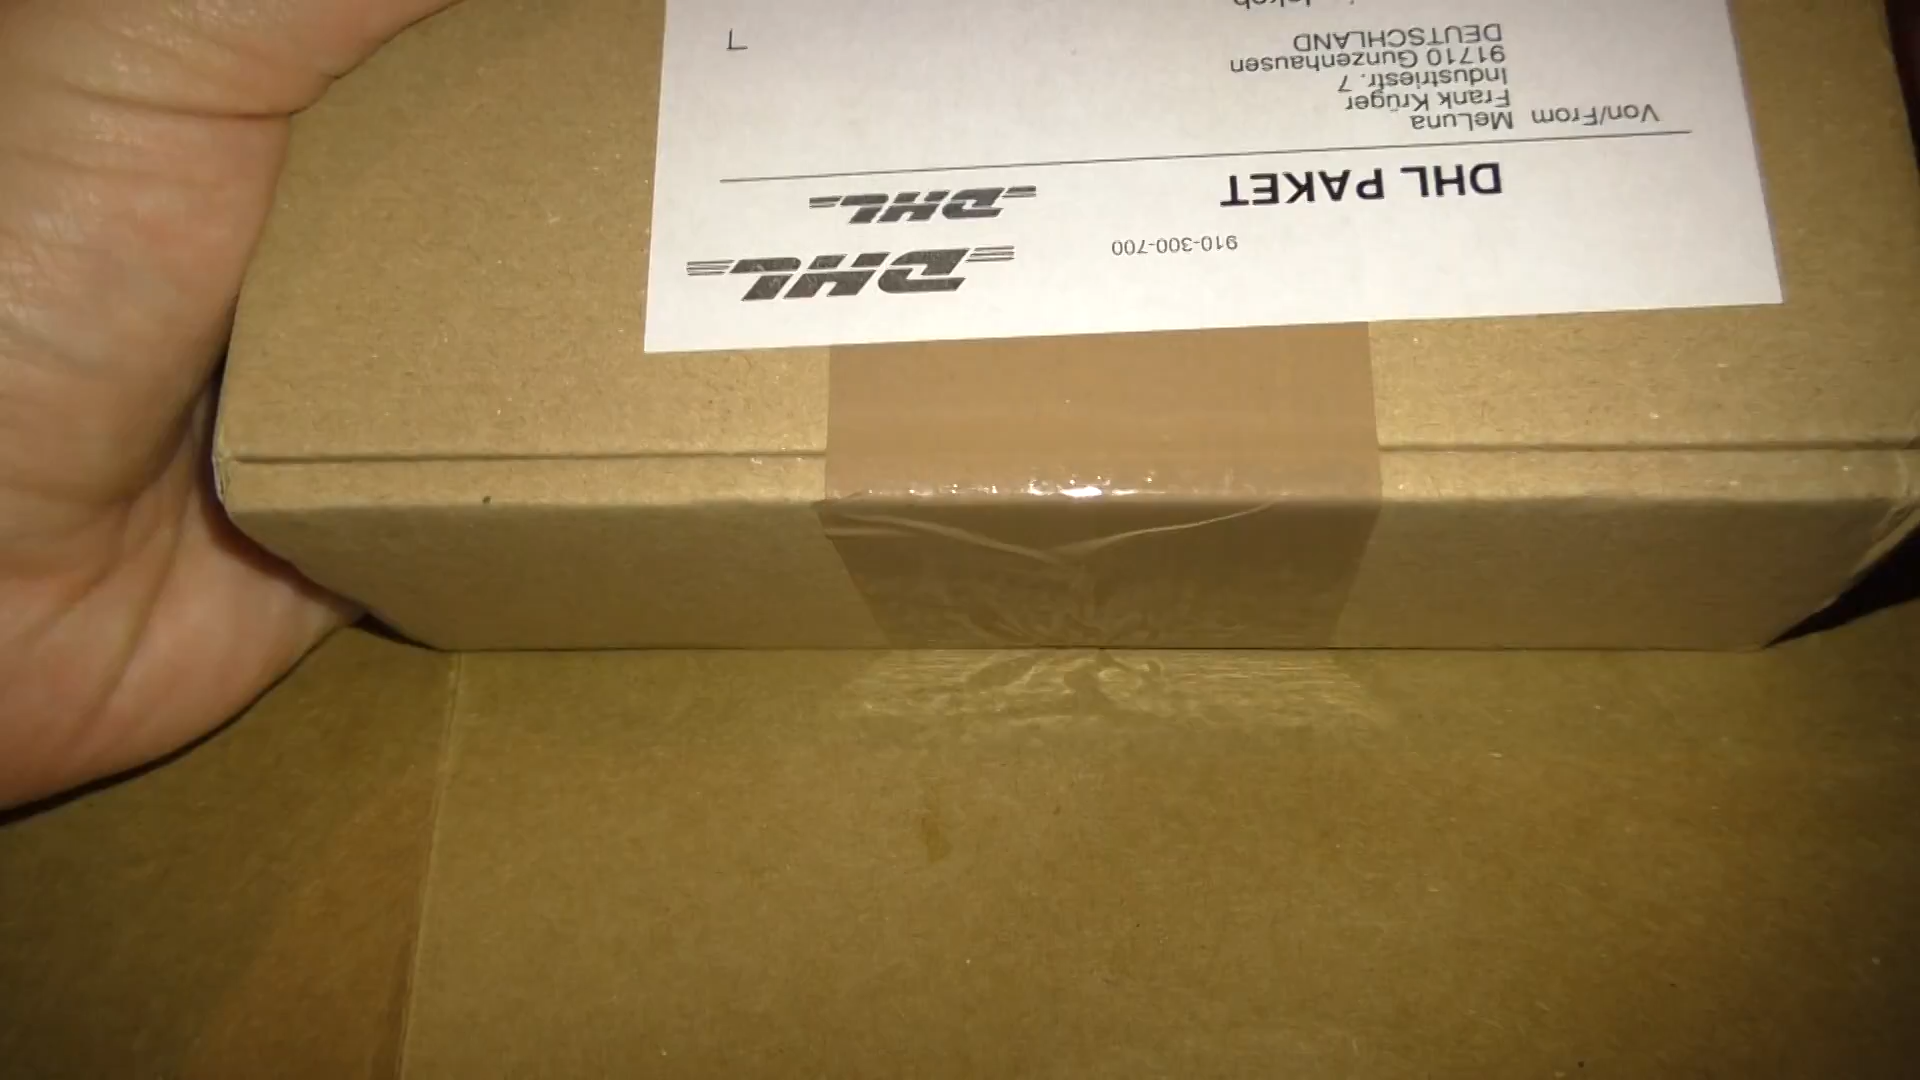 910-300-700
DHL
DHL PAKET
DHL
Von/From
MeLuna
Frank Krüger
Industriestr. 7
91710 Gunzenhausen
DEUTSCHLAND